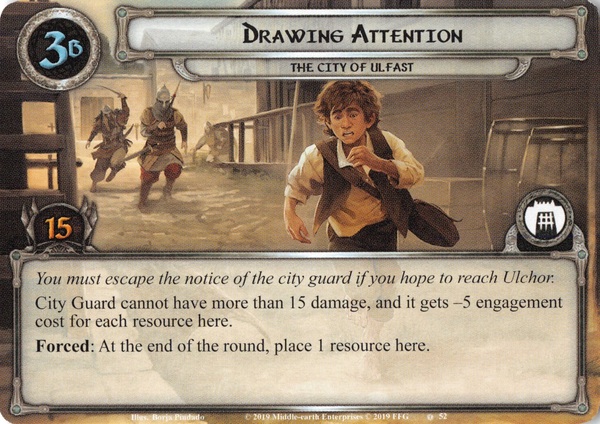 3B
DRAWING ATTENTION
THE CITY OF ULFAST
15
You must escape the notice of the city guard if you hope to reach Ulchor.
City Guard cannot have more than 15 damage, and it gets –5 engagement
cost for each resource here.
Forced: At the end of the round, place 1 resource here.
Illus. Borja Pindado © 2019 Middle-earth Enterprises © 2019 FFG 52